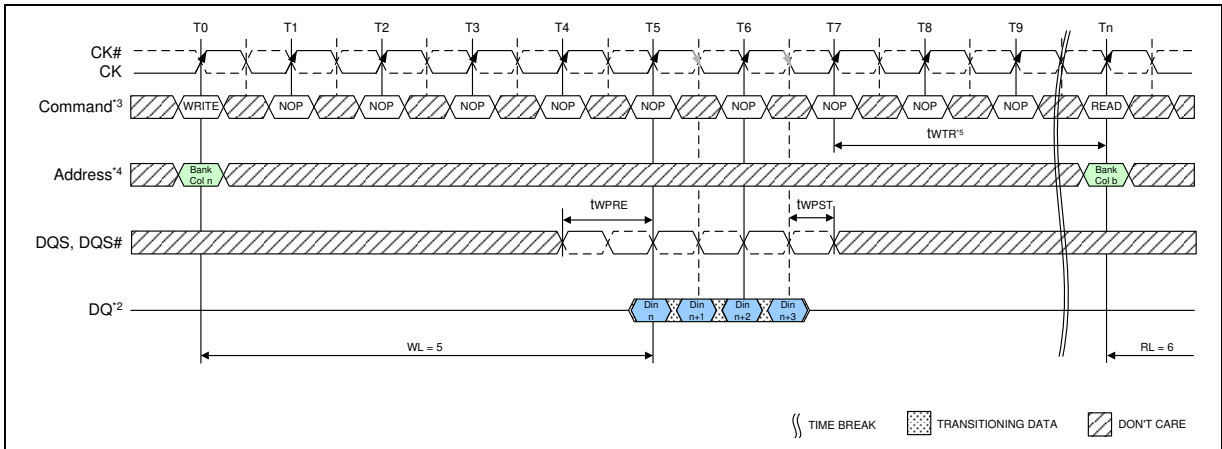 T0 T1 T2 T3 T4 T5 T6 T7 T8 T9 Tn
CK#
CK
Command*3 WRITE NOP NOP NOP NOP NOP NOP NOP NOP NOP READ
tWTR*5
Address*4 Bank Col n Bank Col b
tWPRE tWPST
DQS, DQS#
DQ*2 Din n Din n+1 Din n+2 Din n+3
WL = 5 RL = 6
TIME BREAK TRANSITIONING DATA DON'T CARE